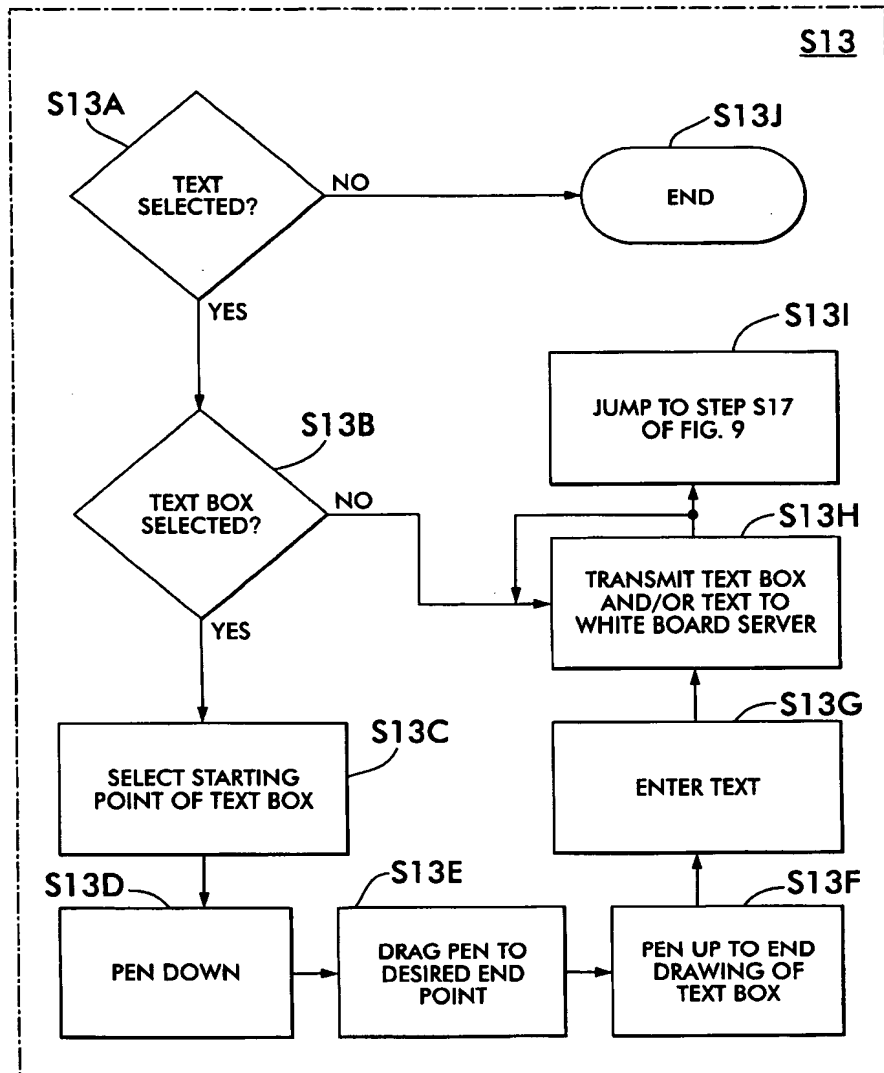 S13
S13A
TEXT
SELECTED?
NO
YES
S13J
END
S13B
TEXT BOX
SELECTED?
NO
YES
S13I
JUMP TO STEP S17
OF FIG. 9
S13H
TRANSMIT TEXT BOX
AND/OR TEXT TO
WHITE BOARD SERVER
S13C
SELECT STARTING
POINT OF TEXT BOX
S13G
ENTER TEXT
S13D
PEN DOWN
S13E
DRAG PEN TO
DESIRED END
POINT
S13F
PEN UP TO END
DRAWING OF
TEXT BOX